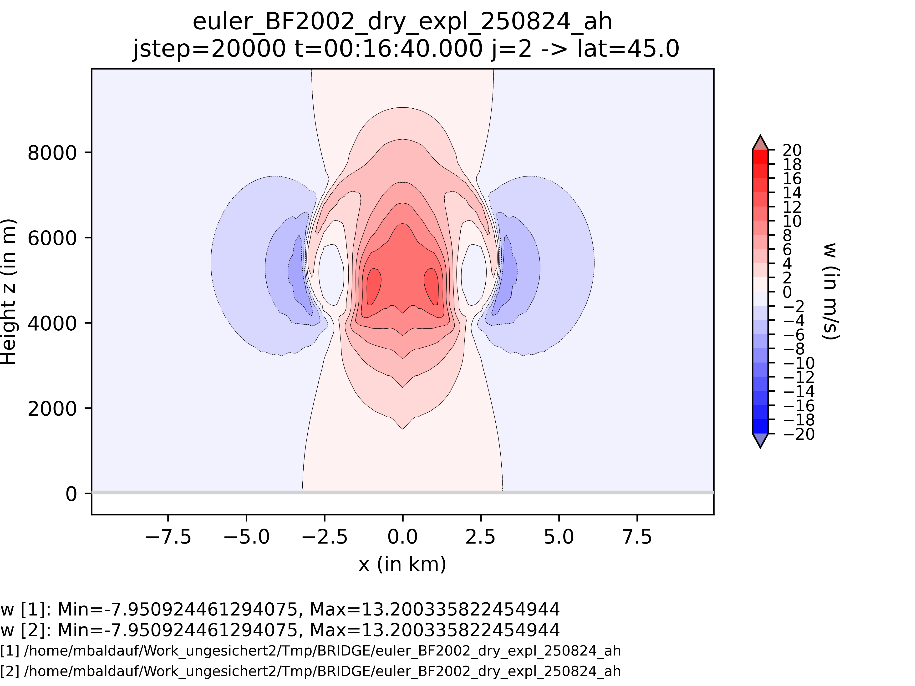 euler_BF2002_dry_expl_250824_ah
jstep=20000 t=00:16:40.000 j=2 -> lat=45.0
Height z (in m)
8000
6000
4000
2000
0
−7.5 −5.0 −2.5 0.0 2.5 5.0 7.5
x (in km)
20
18
16
14
12
10
8
6
4
2
0
−2
−4
−6
−8
−10
−12
−14
−16
−18
−20
w (in m/s)
w [1]: Min=-7.950924461294075, Max=13.200335822454944
w [2]: Min=-7.950924461294075, Max=13.200335822454944
[1] /home/mbaldauf/Work_ungesichert2/Tmp/BRIDGE/euler_BF2002_dry_expl_250824_ah
[2] /home/mbaldauf/Work_ungesichert2/Tmp/BRIDGE/euler_BF2002_dry_expl_250824_ah